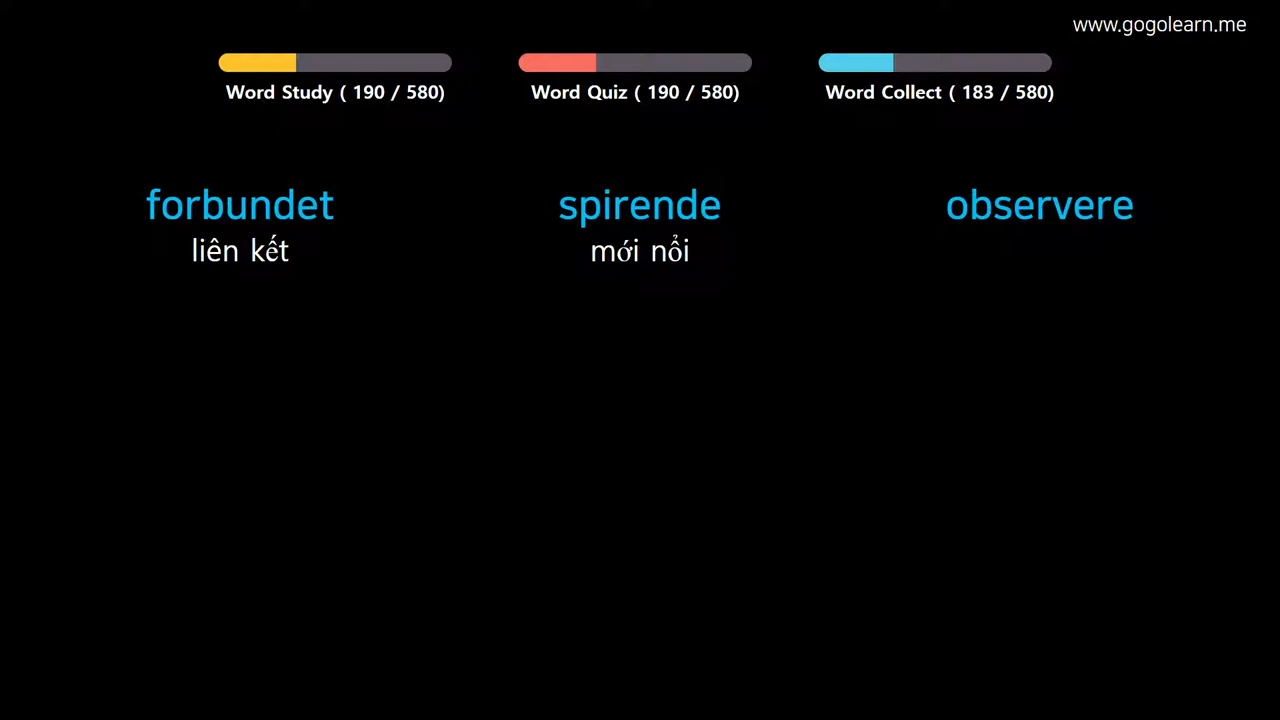 www.gogolearn.me
Word Study ( 190 / 580)
Word Quiz ( 190 / 580)
Word Collect ( 183 / 580)
forbundet
liên kết
spirende
mới nổi
observere